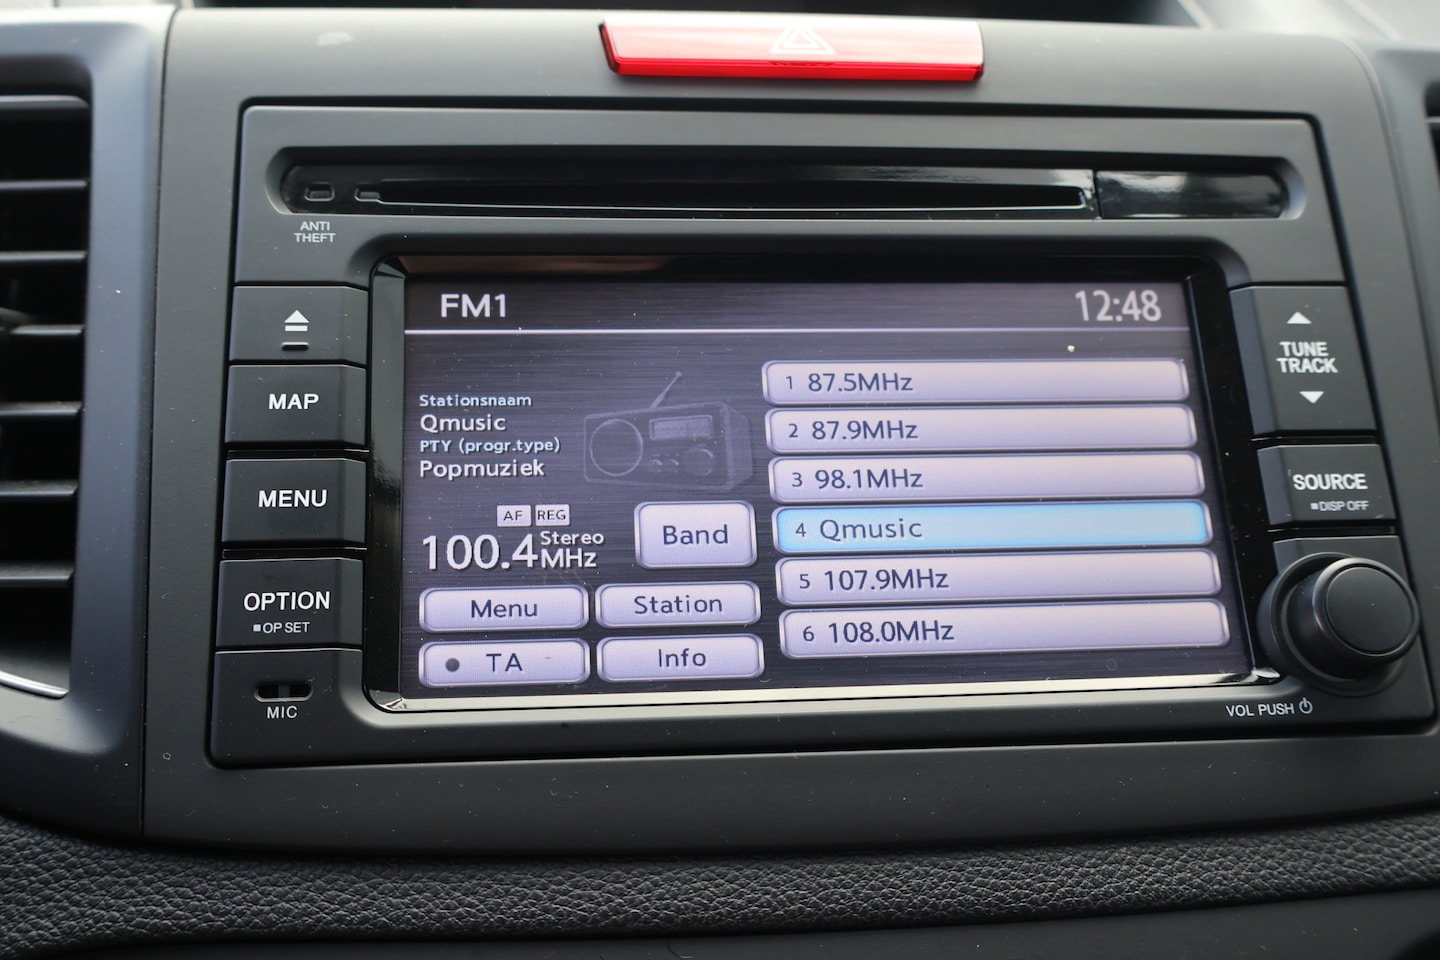 ANTI
THEFT
FM1 12:48
MAP
MENU
OPTION
OP SET
MIC
Stationsnaam
Qmusic
PTY (progr.type)
Popmuziek
AF REG
100.4 Stereo
MHz
Band
Menu Station
TA Info
1 87.5MHz
2 87.9MHz
3 98.1MHz
4 Qmusic
5 107.9MHz
6 108.0MHz
TUNE
TRACK
SOURCE
DISP OFF
VOL PUSH